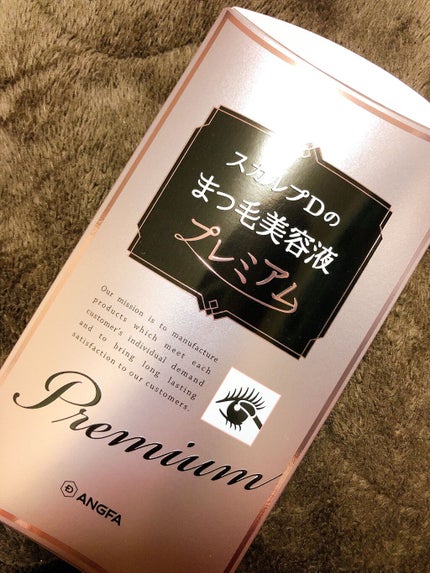 スカルプDの
まつ毛美容液
プレミアム
Our mission is to manufacture
products which meet each
customer's individual demand
and to bring long lasting
satisfaction to our customers.
Premium
ANGFA